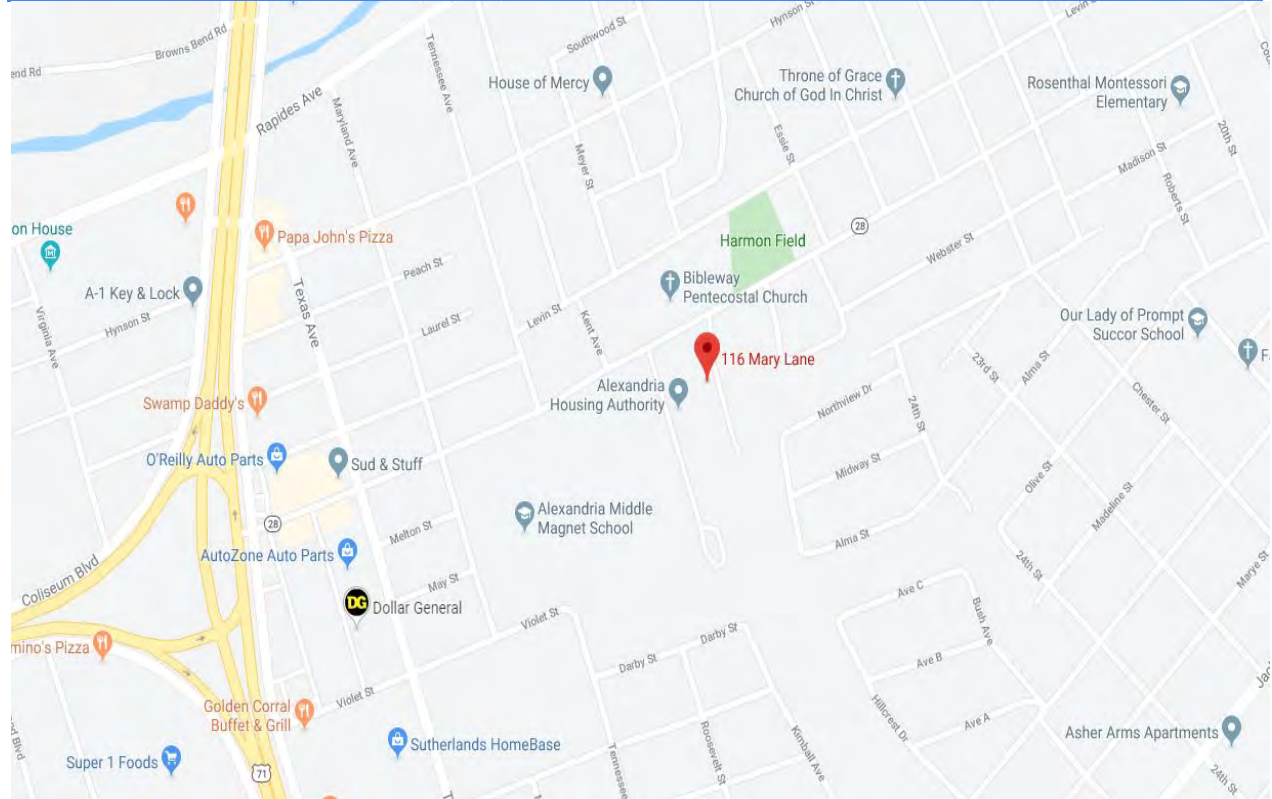 Browns Bend Rd
end Rd
Rapides Ave
Maryland Ave
Tennessee Ave
Southwood St
Hynson St
Levin
House of Mercy
Throne of Grace
Church of God In Christ
Rosenthal Montessori
Elementary
Essie St
Meyer St
20th St
Madison St
Roberts St
on House
Papa John's Pizza
Harmon Field
28
Webster St
Peach St
A-1 Key & Lock
Hynson St
Virginia Ave
Texas Ave
Laurel St
Levin St
Kent Ave
Bibleway
Pentecostal Church
Our Lady of Prompt
Succor School
F
116 Mary Lane
Alexandria
Housing Authority
23rd St
Alma St
Chester St
Northview Dr
24th St
Swamp Daddy's
O'Reilly Auto Parts
Sud & Stuff
Midway St
Olive St
Madeline St
28
Alexandria Middle
Magnet School
Melton St
Alma St
AutoZone Auto Parts
24th St
Marye St
Coliseum Blvd
May St
Dollar General
DG
Ave C
Bush Ave
Violet St
Darby St
Darby St
Ave B
mino's Pizza
Golden Corral
Buffet & Grill
Violet St
Hillcrest Dr
Ave A
Jac
Sutherlands HomeBase
Roosevelt St
Kimball Ave
Asher Arms Apartments
Super 1 Foods
71
Tennessee
24th St
od Blvd
T